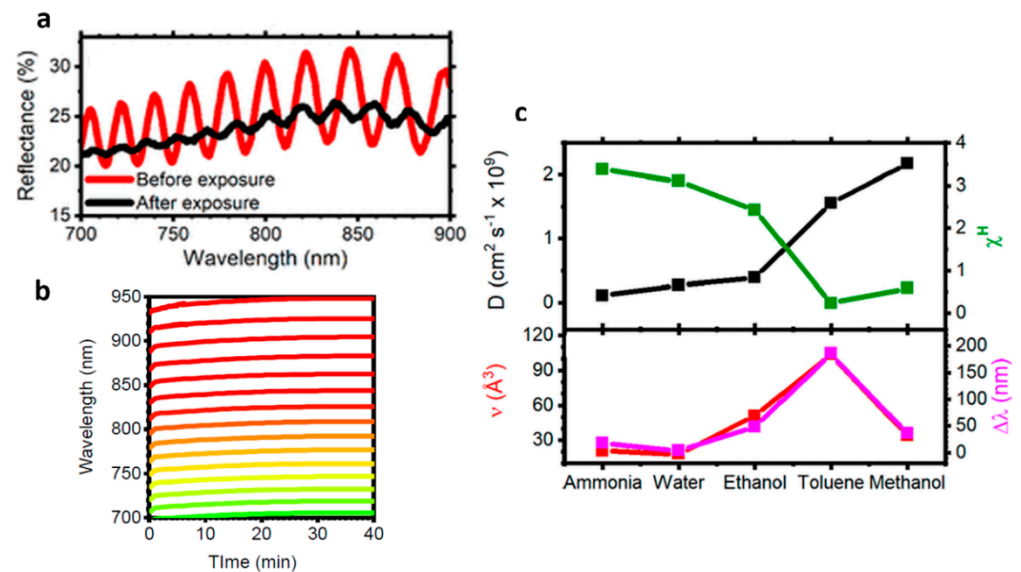 a
Reflectance (%)
30
25
20
15
Before exposure
After exposure
700 750 800 850 900
Wavelength (nm)
b
Wavelength (nm)
950
900
850
800
750
700
0 10 20 30 40
TIme (min)
c
D (cm² s⁻¹ x 10⁹)
2
1
0
4
3
2
1
0
χᴴ
ν (Å³)
120
90
60
30
200
150
100
50
0
Δλ (nm)
Ammonia Water Ethanol Toluene Methanol